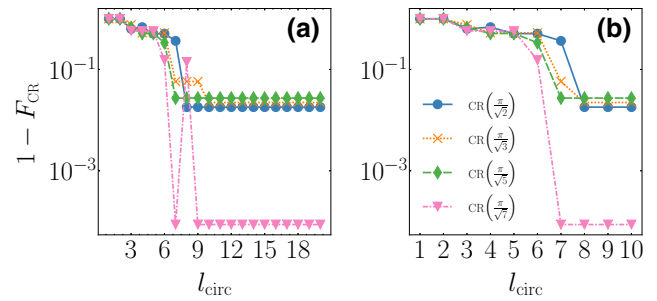 (a)
(b)
1 − F_CR
10^−1
10^−3
3 6 9 12 15 18
l_circ
10^−1
10^−3
1 2 3 4 5 6 7 8 9 10
l_circ
CR(π/√2)
CR(π/√3)
CR(π/√5)
CR(π/√7)